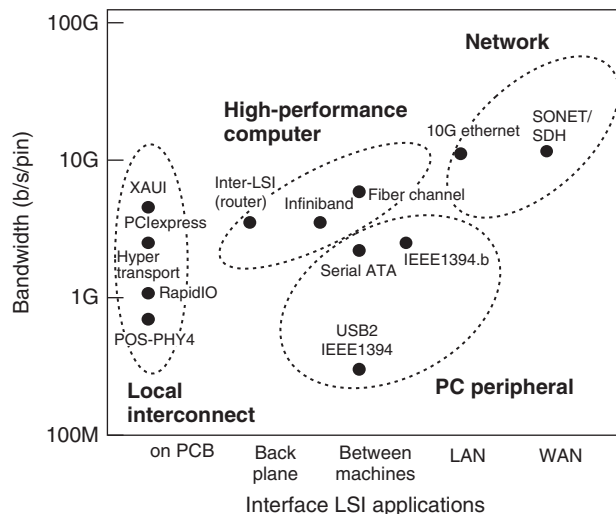 100G
10G
1G
100M
Bandwidth (b/s/pin)
Network
High-performance
computer
10G ethernet
SONET/
SDH
XAUI
PCIexpress
Hyper
transport
RapidIO
POS-PHY4
Inter-LSI
(router)
Infiniband
Fiber channel
Serial ATA
IEEE1394.b
USB2
IEEE1394
Local
interconnect
PC peripheral
on PCB
Back
plane
Between
machines
LAN
WAN
Interface LSI applications